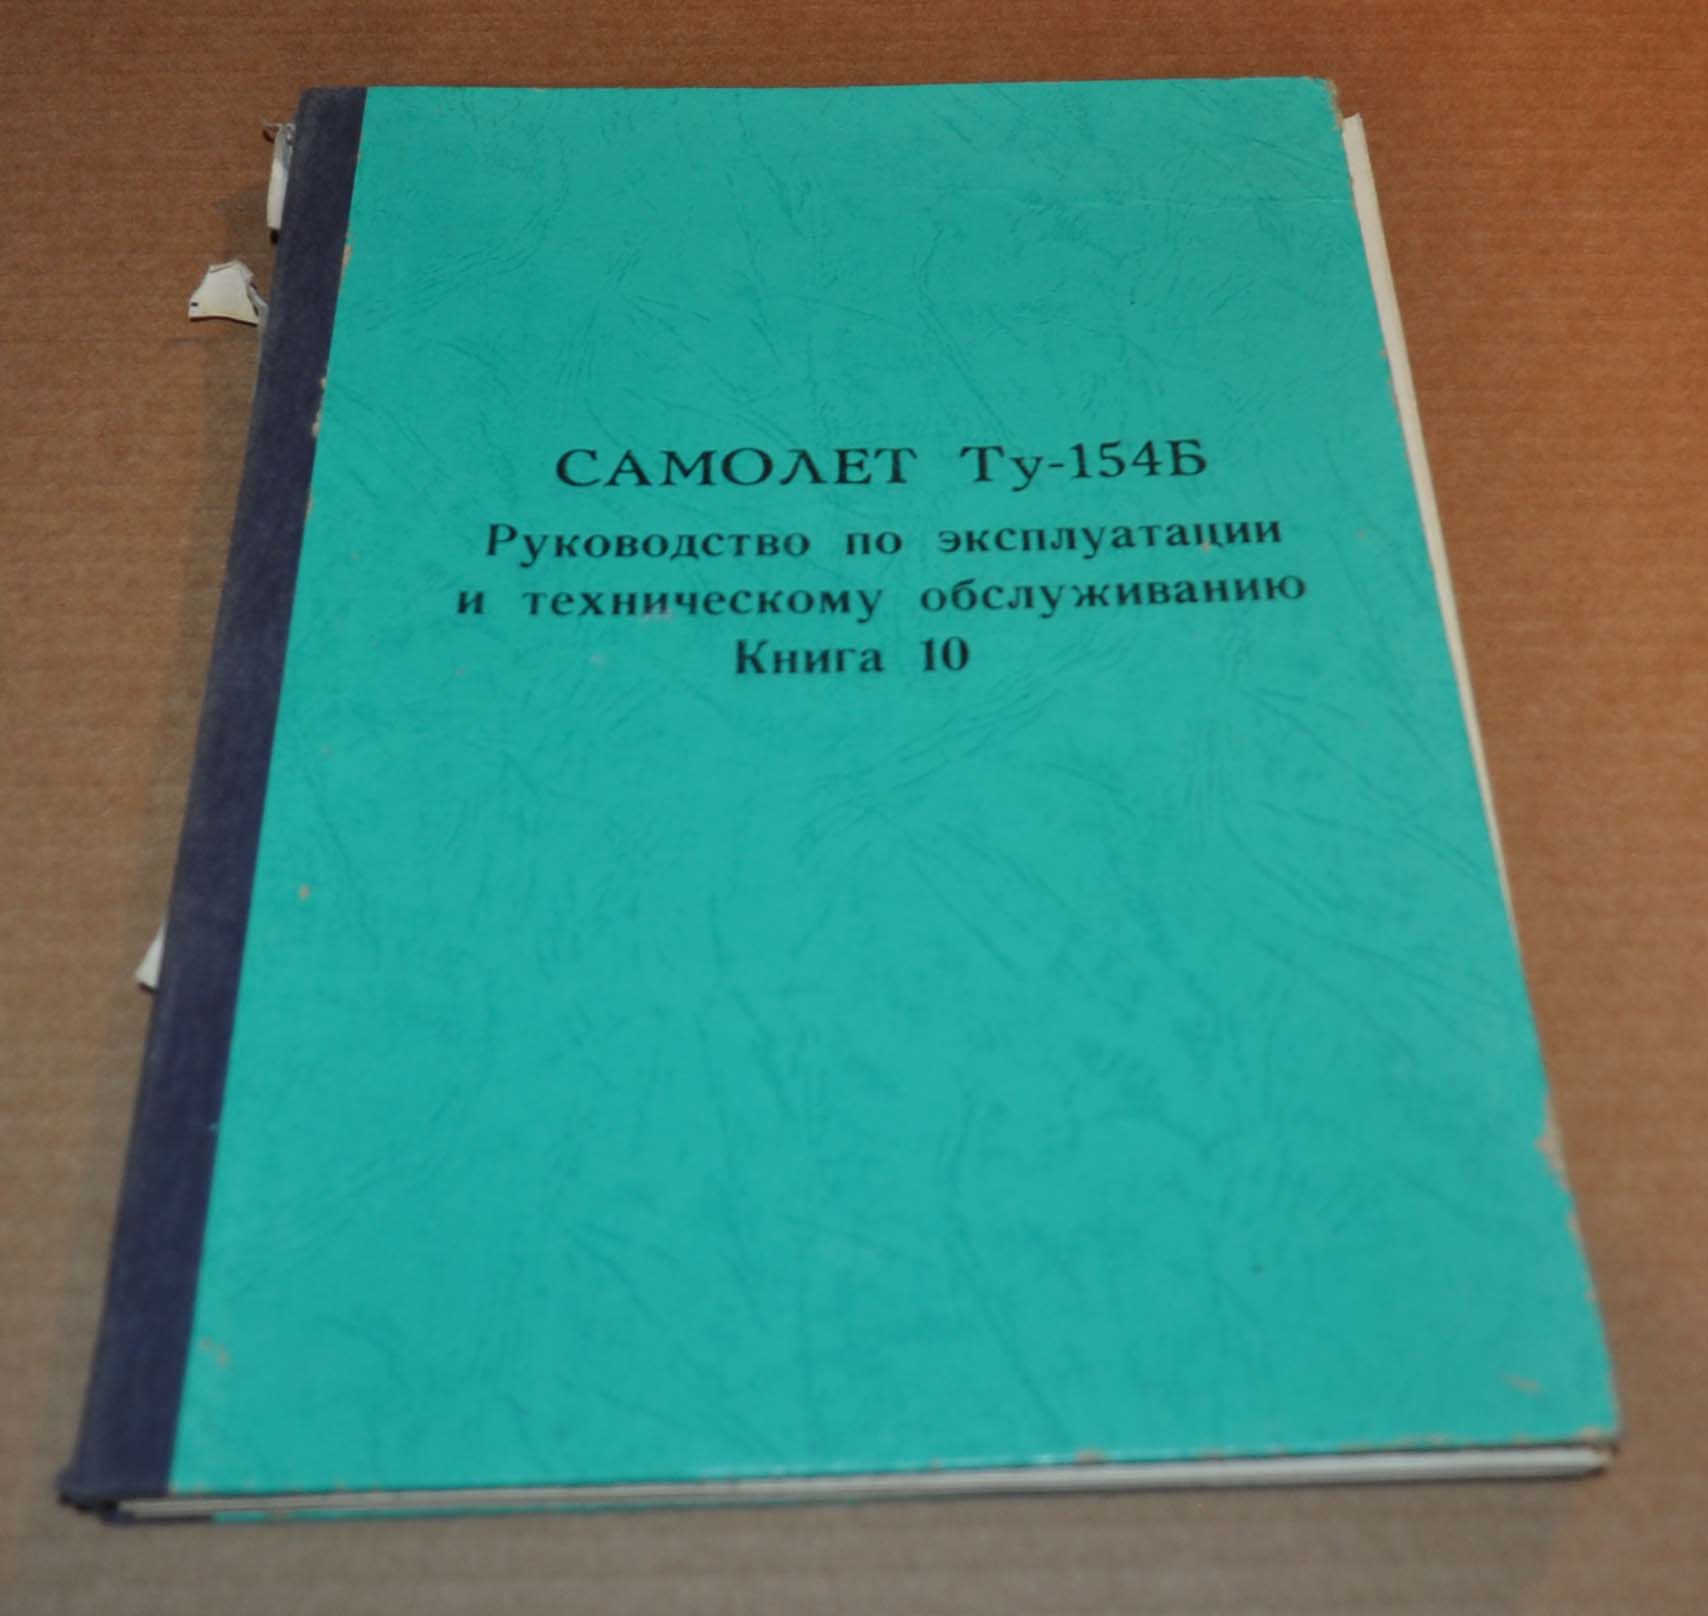 САМОЛЕТ Ту-154Б
Руководство по эксплуатации
и техническому обслуживанию
Книга 10